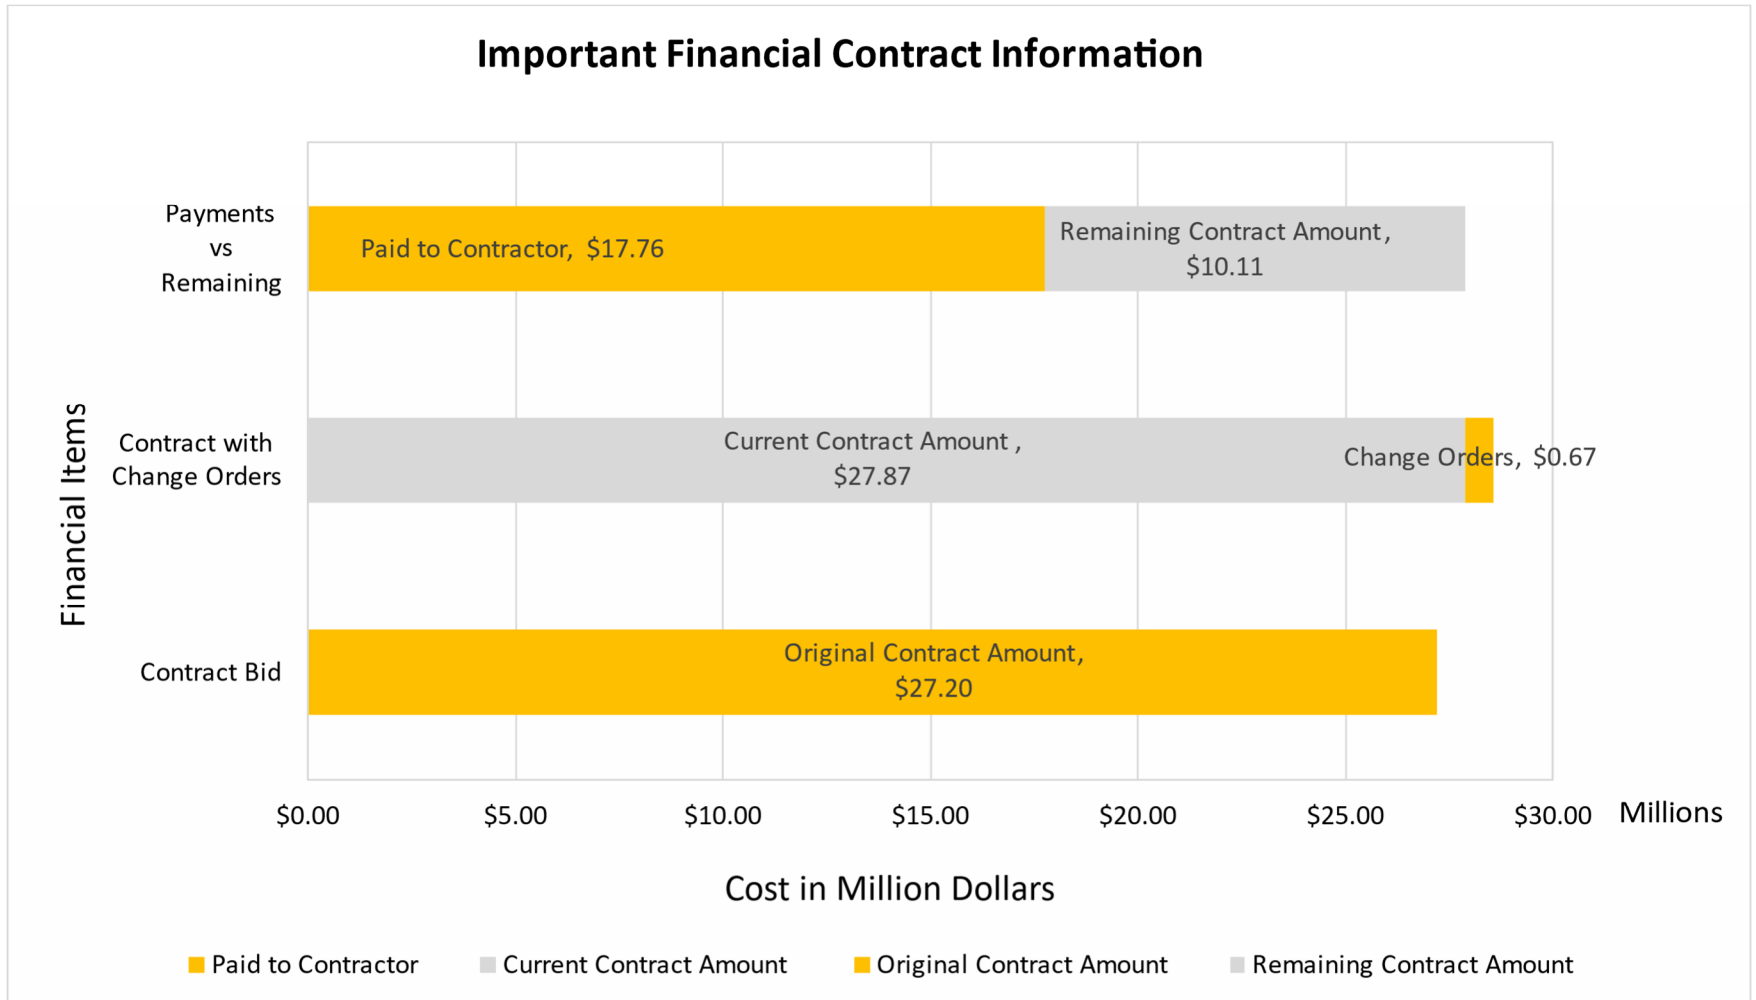 Important Financial Contract Information
Payments
vs
Remaining
Paid to Contractor, $17.76
Remaining Contract Amount,
$10.11
Financial Items
Contract with
Change Orders
Current Contract Amount ,
$27.87
Change Orders, $0.67
Contract Bid
Original Contract Amount,
$27.20
$0.00 $5.00 $10.00 $15.00 $20.00 $25.00 $30.00 Millions
Cost in Million Dollars
Paid to Contractor Current Contract Amount Original Contract Amount Remaining Contract Amount